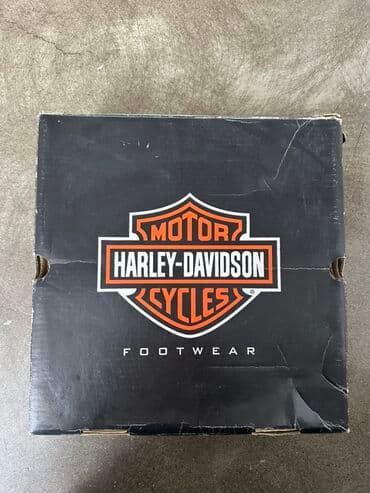 MOTOR
HARLEY-DAVIDSON
CYCLES
®
FOOTWEAR